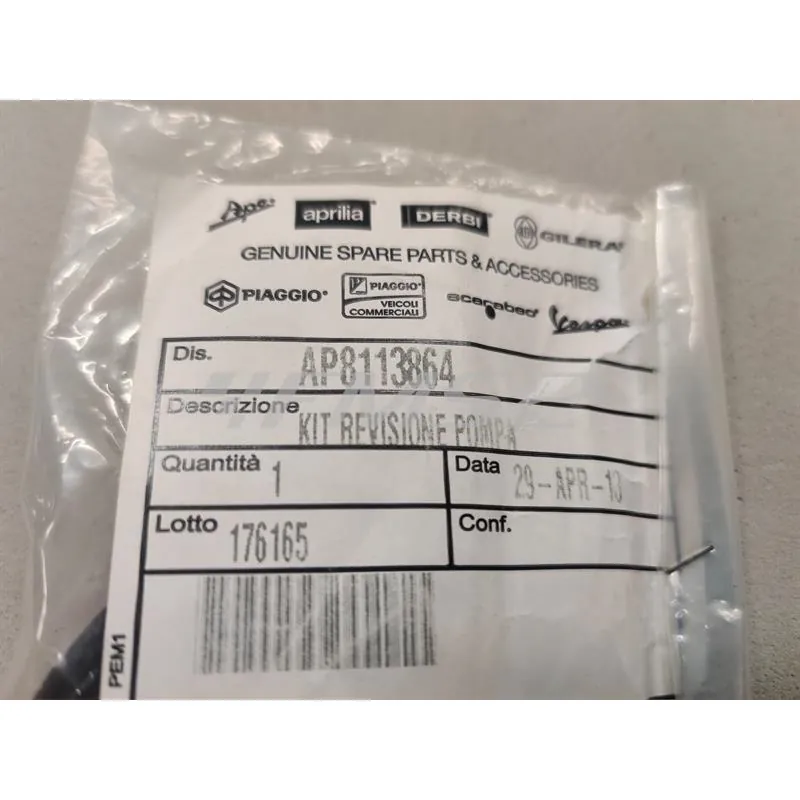 Ape aprilia DERBI GILERA
GENUINE SPARE PARTS & ACCESSORIES
PIAGGIO PIAGGIO VEICOLI COMMERCIALI scarabeo Vespa
Dis. AP8113864
Descrizione KIT REVISIONE POMPA
Quantità 1 Data 29-APR-13
Lotto 176165 Conf.
PEM1